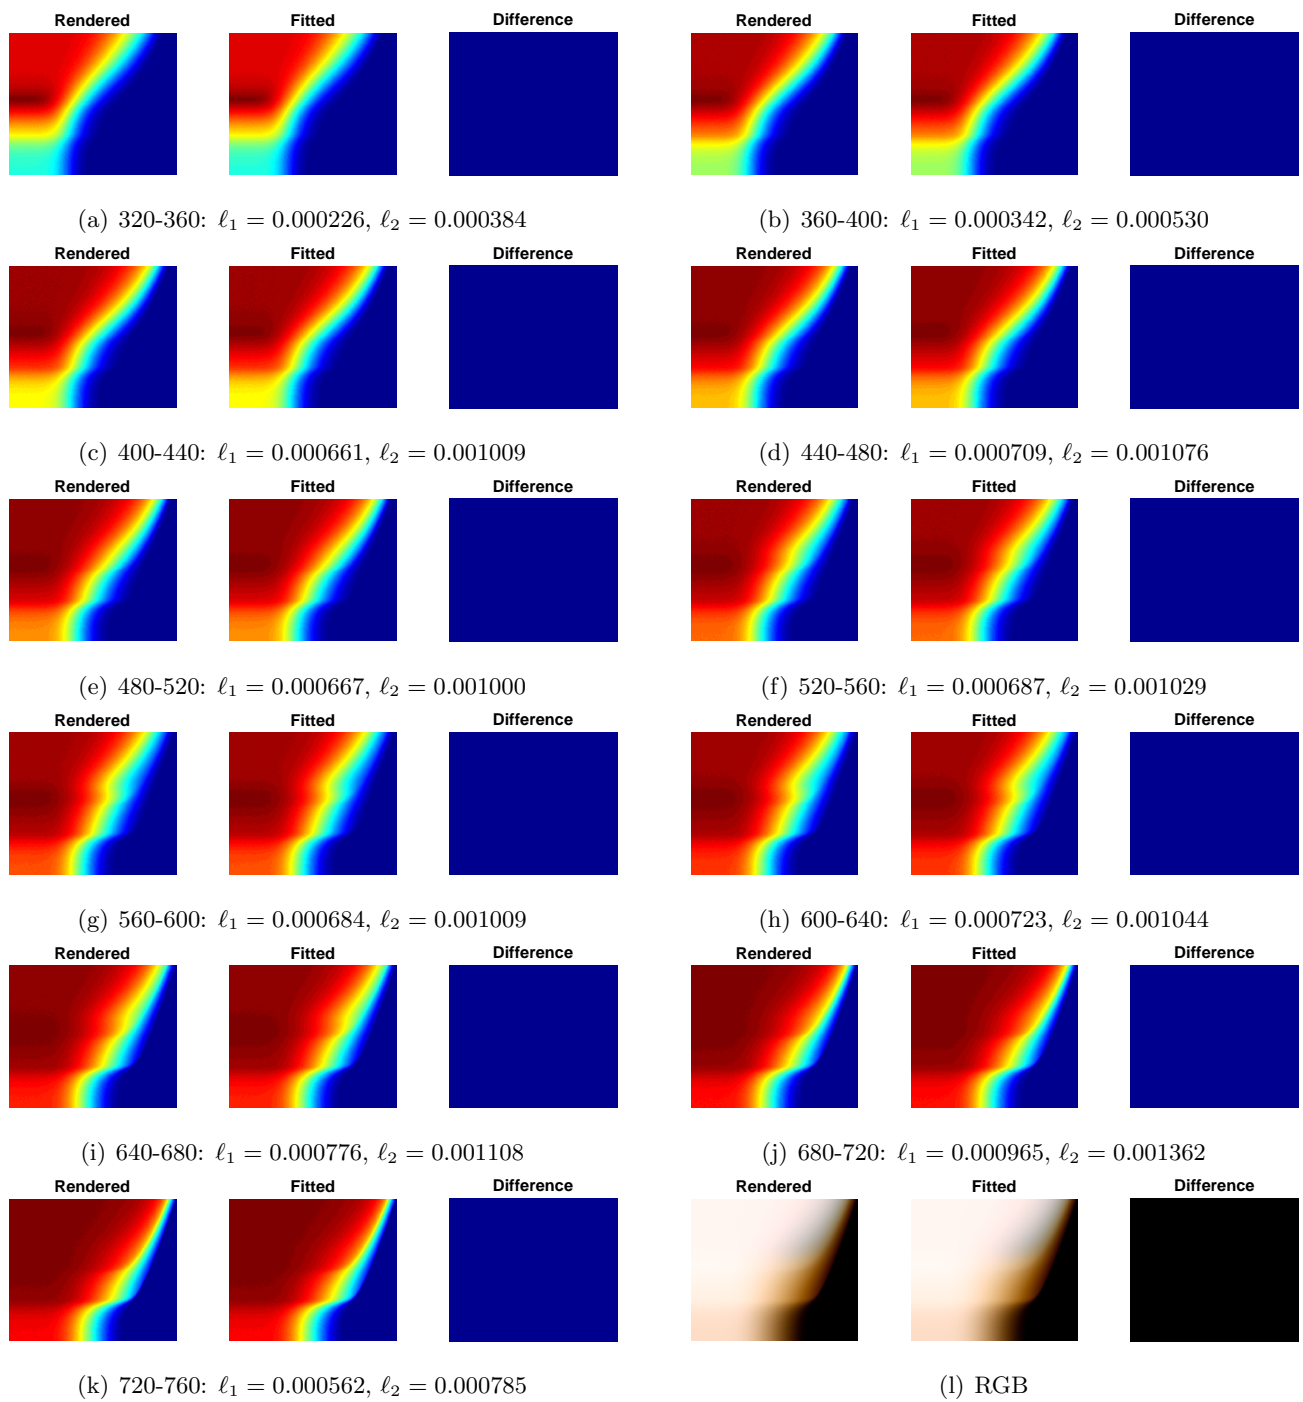 Rendered Fitted Difference Rendered Fitted Difference
(a) 320-360: ℓ₁ = 0.000226, ℓ₂ = 0.000384 (b) 360-400: ℓ₁ = 0.000342, ℓ₂ = 0.000530
Rendered Fitted Difference Rendered Fitted Difference
(c) 400-440: ℓ₁ = 0.000661, ℓ₂ = 0.001009 (d) 440-480: ℓ₁ = 0.000709, ℓ₂ = 0.001076
Rendered Fitted Difference Rendered Fitted Difference
(e) 480-520: ℓ₁ = 0.000667, ℓ₂ = 0.001000 (f) 520-560: ℓ₁ = 0.000687, ℓ₂ = 0.001029
Rendered Fitted Difference Rendered Fitted Difference
(g) 560-600: ℓ₁ = 0.000684, ℓ₂ = 0.001009 (h) 600-640: ℓ₁ = 0.000723, ℓ₂ = 0.001044
Rendered Fitted Difference Rendered Fitted Difference
(i) 640-680: ℓ₁ = 0.000776, ℓ₂ = 0.001108 (j) 680-720: ℓ₁ = 0.000965, ℓ₂ = 0.001362
Rendered Fitted Difference Rendered Fitted Difference
(k) 720-760: ℓ₁ = 0.000562, ℓ₂ = 0.000785 (l) RGB